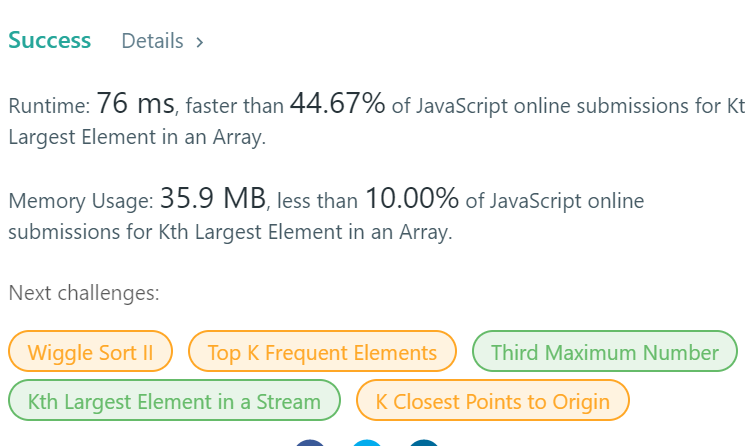 Success Details >
Runtime: 76 ms, faster than 44.67% of JavaScript online submissions for Kt
Largest Element in an Array.
Memory Usage: 35.9 MB, less than 10.00% of JavaScript online
submissions for Kth Largest Element in an Array.
Next challenges:
Wiggle Sort II Top K Frequent Elements Third Maximum Number
Kth Largest Element in a Stream K Closest Points to Origin